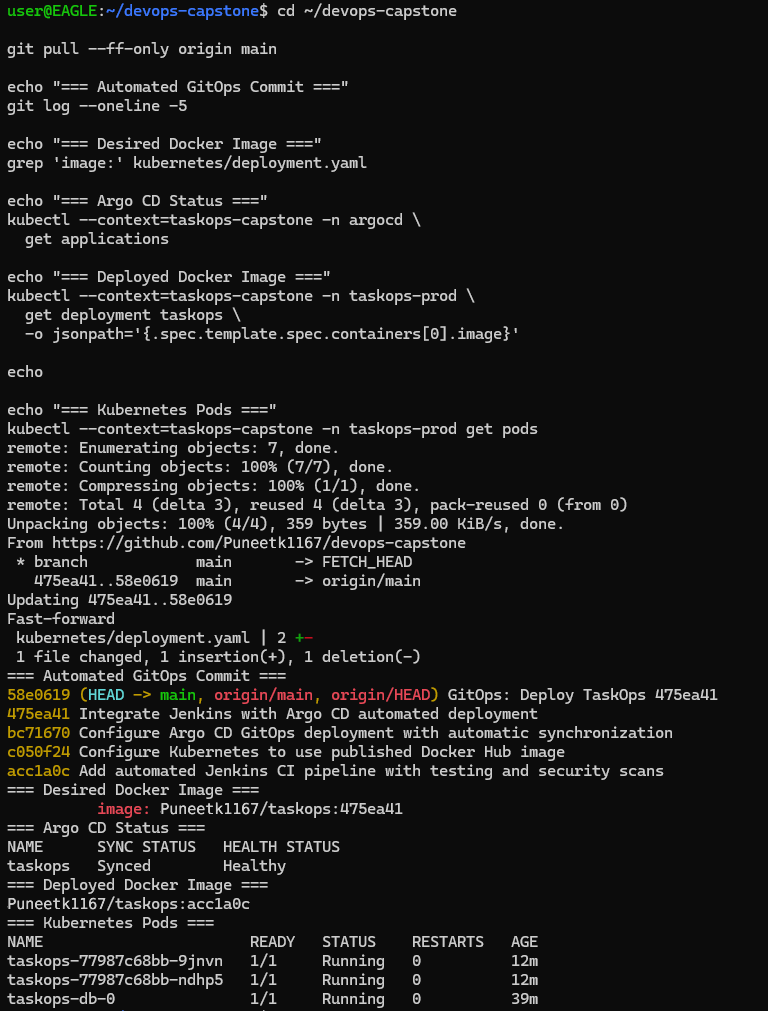 user@EAGLE:~/devops-capstone$ cd ~/devops-capstone
git pull --ff-only origin main
echo "=== Automated GitOps Commit ==="
git log --oneline -5
echo "=== Desired Docker Image ==="
grep 'image:' kubernetes/deployment.yaml
echo "=== Argo CD Status ==="
kubectl --context=taskops-capstone -n argocd \
  get applications
echo "=== Deployed Docker Image ==="
kubectl --context=taskops-capstone -n taskops-prod \
  get deployment taskops \
  -o jsonpath='{.spec.template.spec.containers[0].image}'
echo
echo "=== Kubernetes Pods ==="
kubectl --context=taskops-capstone -n taskops-prod get pods
remote: Enumerating objects: 7, done.
remote: Counting objects: 100% (7/7), done.
remote: Compressing objects: 100% (1/1), done.
remote: Total 4 (delta 3), reused 4 (delta 3), pack-reused 0 (from 0)
Unpacking objects: 100% (4/4), 359 bytes | 359.00 KiB/s, done.
From https://github.com/Puneetk1167/devops-capstone
 * branch            main       -> FETCH_HEAD
   475ea41..58e0619  main       -> origin/main
Updating 475ea41..58e0619
Fast-forward
 kubernetes/deployment.yaml | 2 +-
 1 file changed, 1 insertion(+), 1 deletion(-)
=== Automated GitOps Commit ===
58e0619 (HEAD -> main, origin/main, origin/HEAD) GitOps: Deploy TaskOps 475ea41
475ea41 Integrate Jenkins with Argo CD automated deployment
bc71670 Configure Argo CD GitOps deployment with automatic synchronization
c050f24 Configure Kubernetes to use published Docker Hub image
acc1a0c Add automated Jenkins CI pipeline with testing and security scans
=== Desired Docker Image ===
          image: Puneetk1167/taskops:475ea41
=== Argo CD Status ===
NAME      SYNC STATUS   HEALTH STATUS
taskops   Synced        Healthy
=== Deployed Docker Image ===
Puneetk1167/taskops:acc1a0c
=== Kubernetes Pods ===
NAME                       READY   STATUS    RESTARTS   AGE
taskops-77987c68bb-9jnvn   1/1     Running   0          12m
taskops-77987c68bb-ndhp5   1/1     Running   0          12m
taskops-db-0               1/1     Running   0          39m